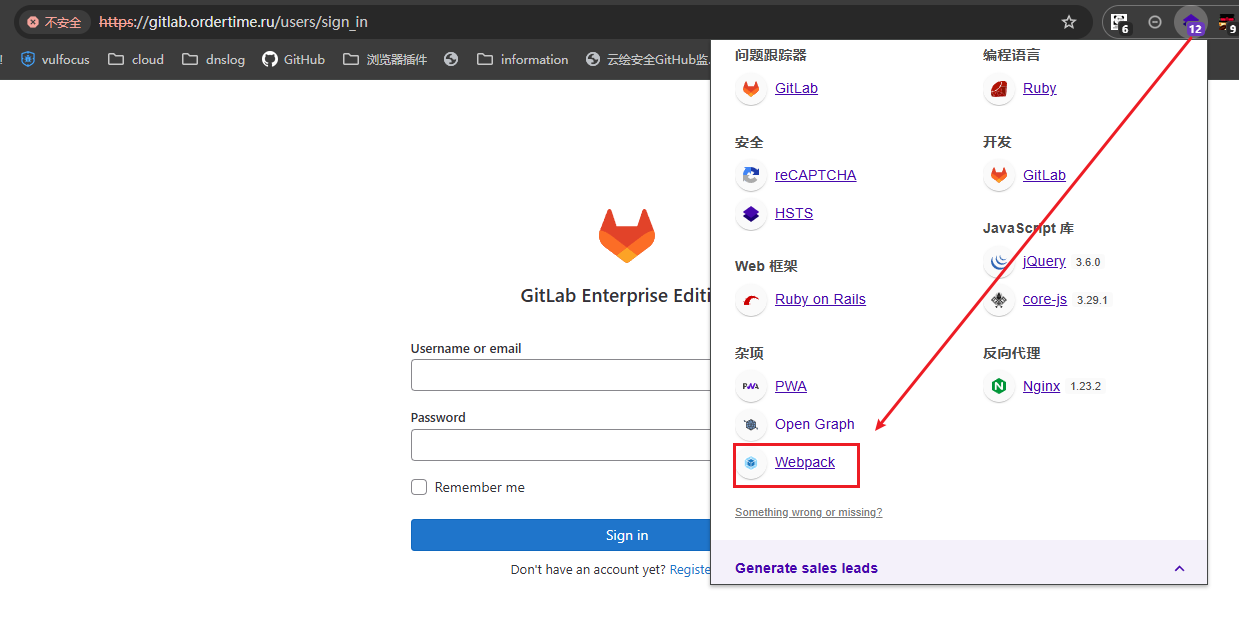 不安全 https://gitlab.ordertime.ru/users/sign_in
6
12
9
! vulfocus cloud dnslog GitHub 浏览器插件 information 云绘安全GitHub监.
问题跟踪器
GitLab
安全
reCAPTCHA
HSTS
Web 框架
Ruby on Rails
杂项
PWA
Open Graph
Webpack
Something wrong or missing?
编程语言
Ruby
开发
GitLab
JavaScript 库
jQuery 3.6.0
core-js 3.29.1
反向代理
Nginx 1.23.2
Generate sales leads
GitLab Enterprise Editi
Username or email
Password
Remember me
Sign in
Don't have an account yet? Registe